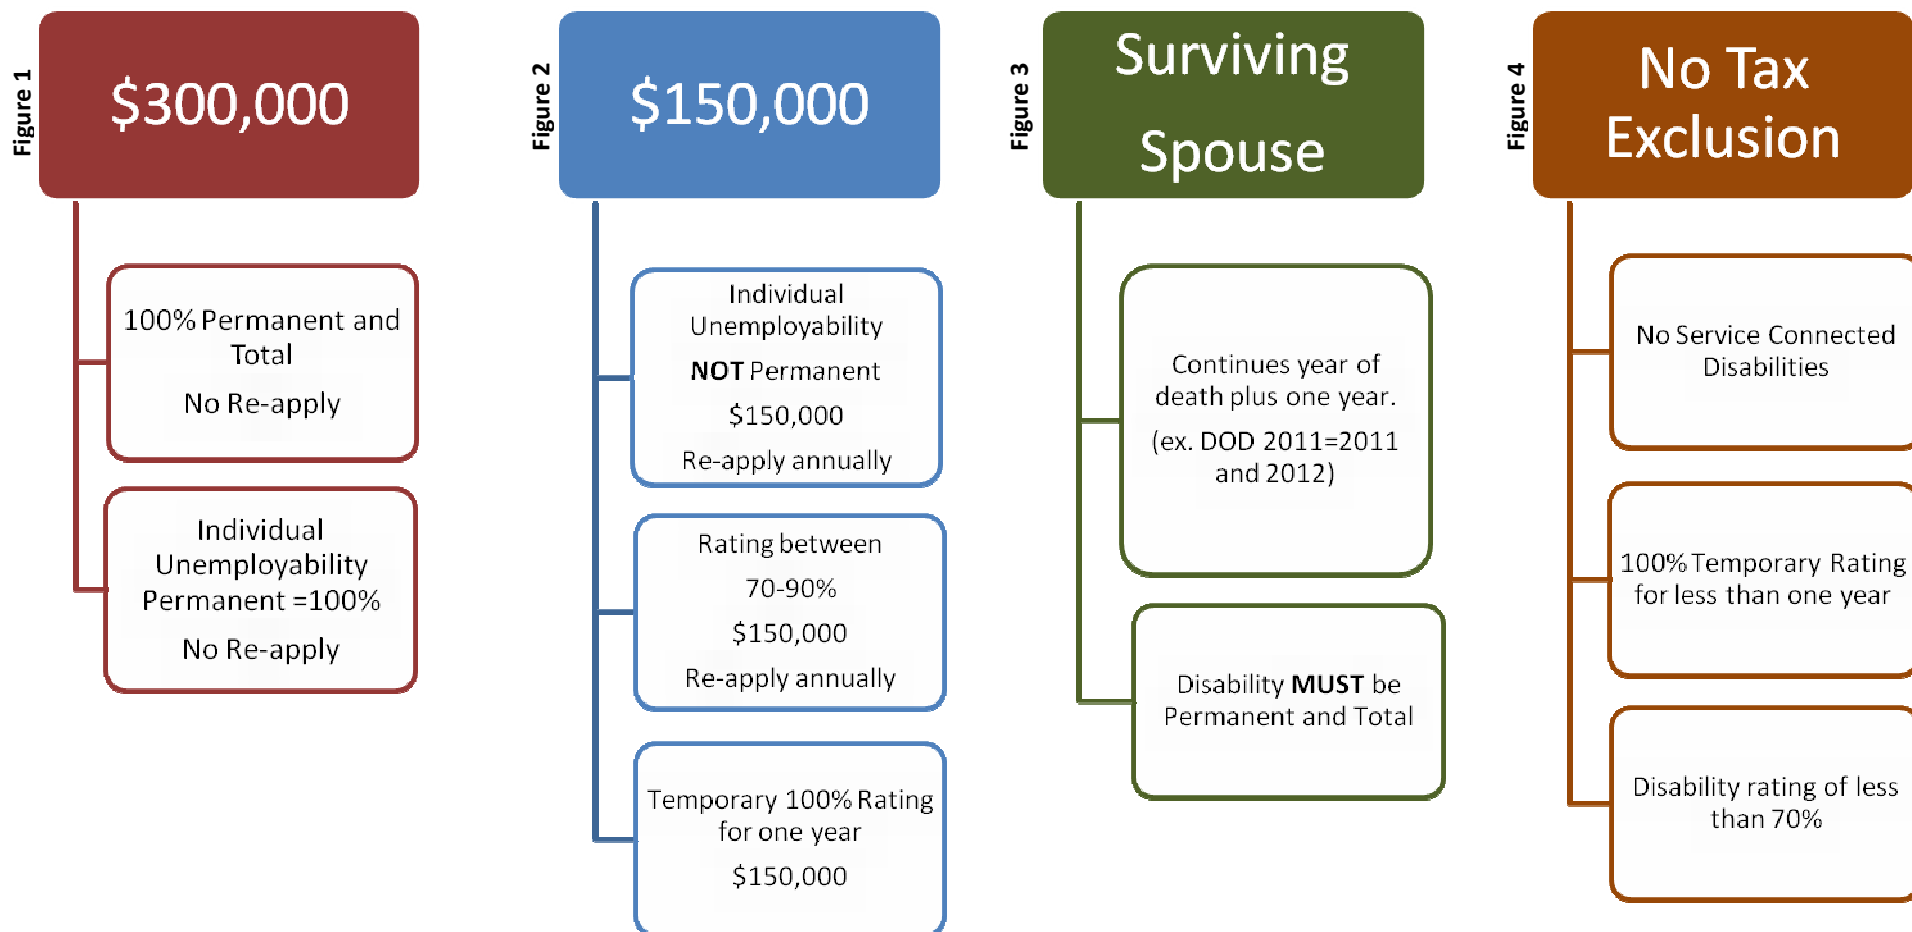 Figure 1
$300,000
100% Permanent and
Total
No Re-apply
Individual
Unemployability
Permanent =100%
No Re-apply
Figure 2
$150,000
Individual
Unemployability
NOT Permanent
$150,000
Re-apply annually
Rating between
70-90%
$150,000
Re-apply annually
Temporary 100% Rating
for one year
$150,000
Figure 3
Surviving
Spouse
Continues year of
death plus one year.
(ex. DOD 2011=2011
and 2012)
Disability MUST be
Permanent and Total
Figure 4
No Tax
Exclusion
No Service Connected
Disabilities
100% Temporary Rating
for less than one year
Disability rating of less
than 70%